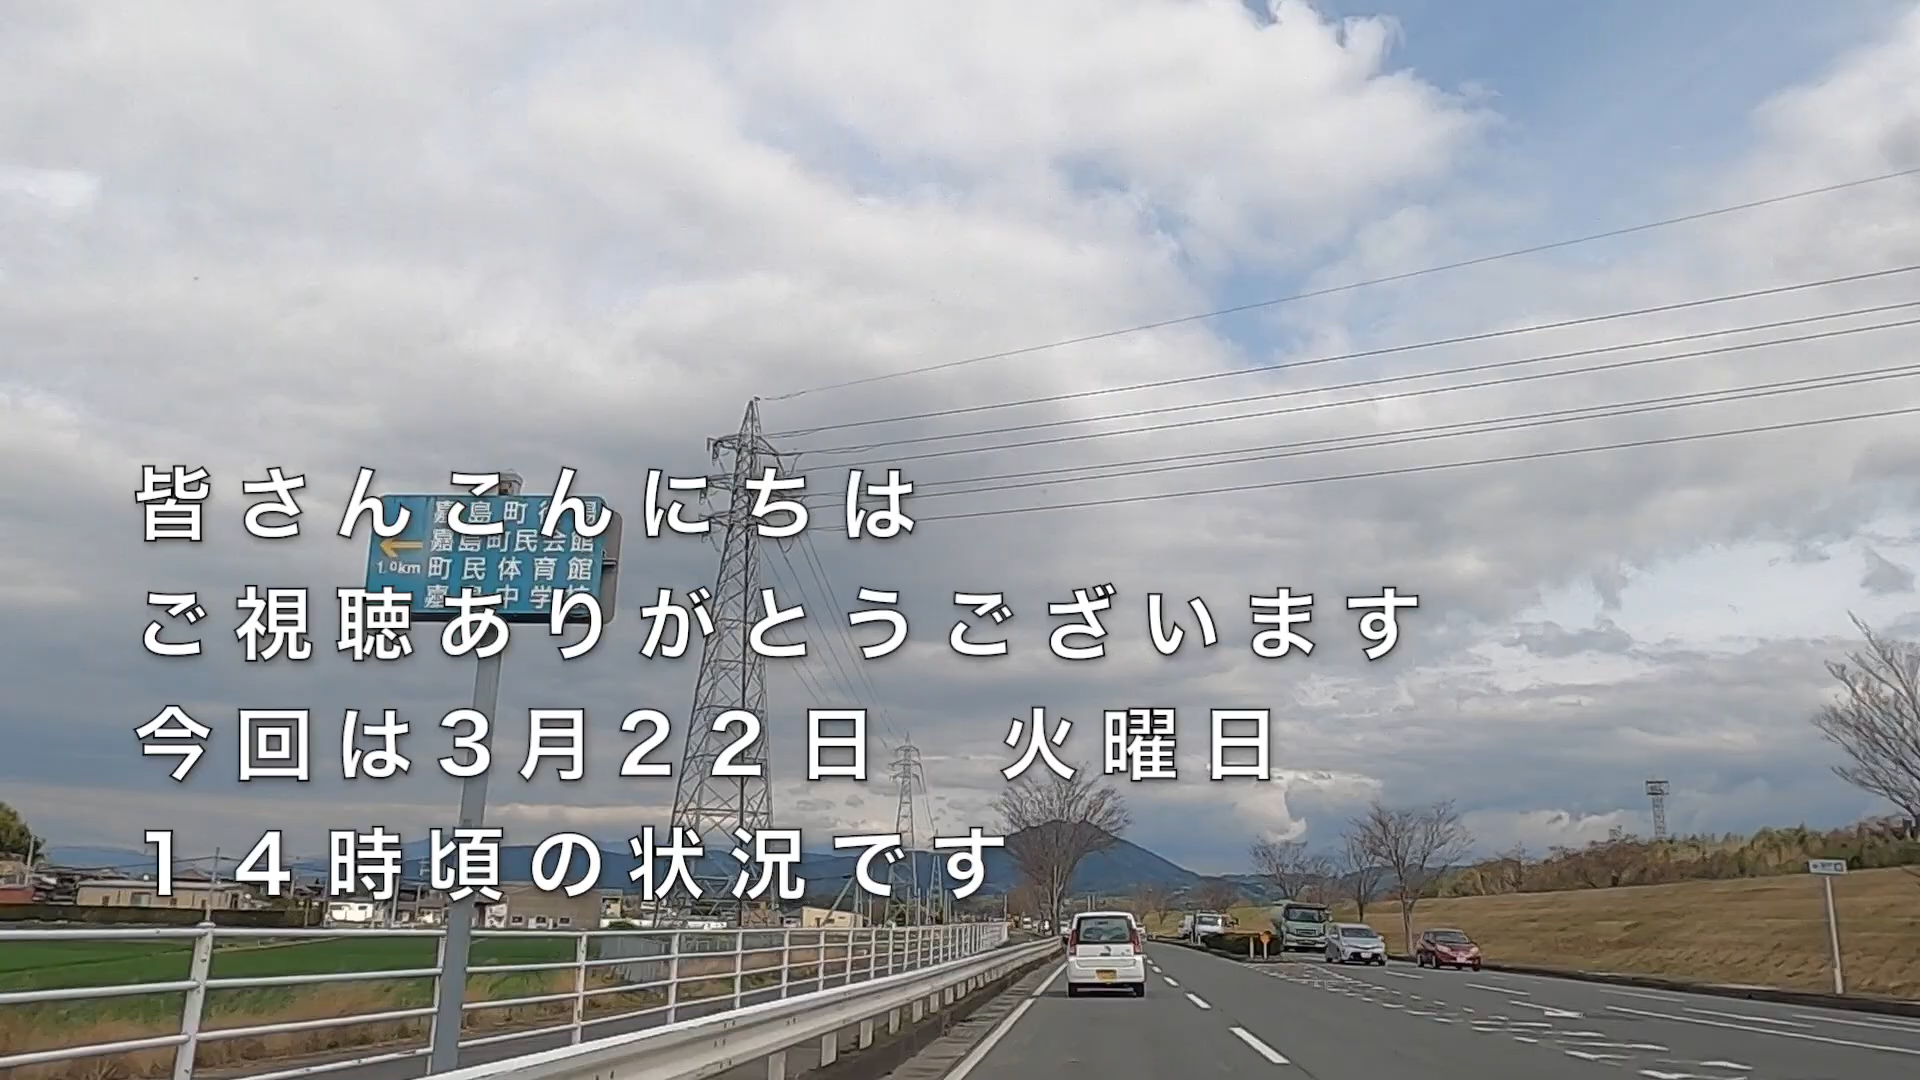 皆さんこんにちは
ご視聴ありがとうございます
今回は3月22日　火曜日
14時頃の状況です
嘉島町民会館
1.0km 町民体育館